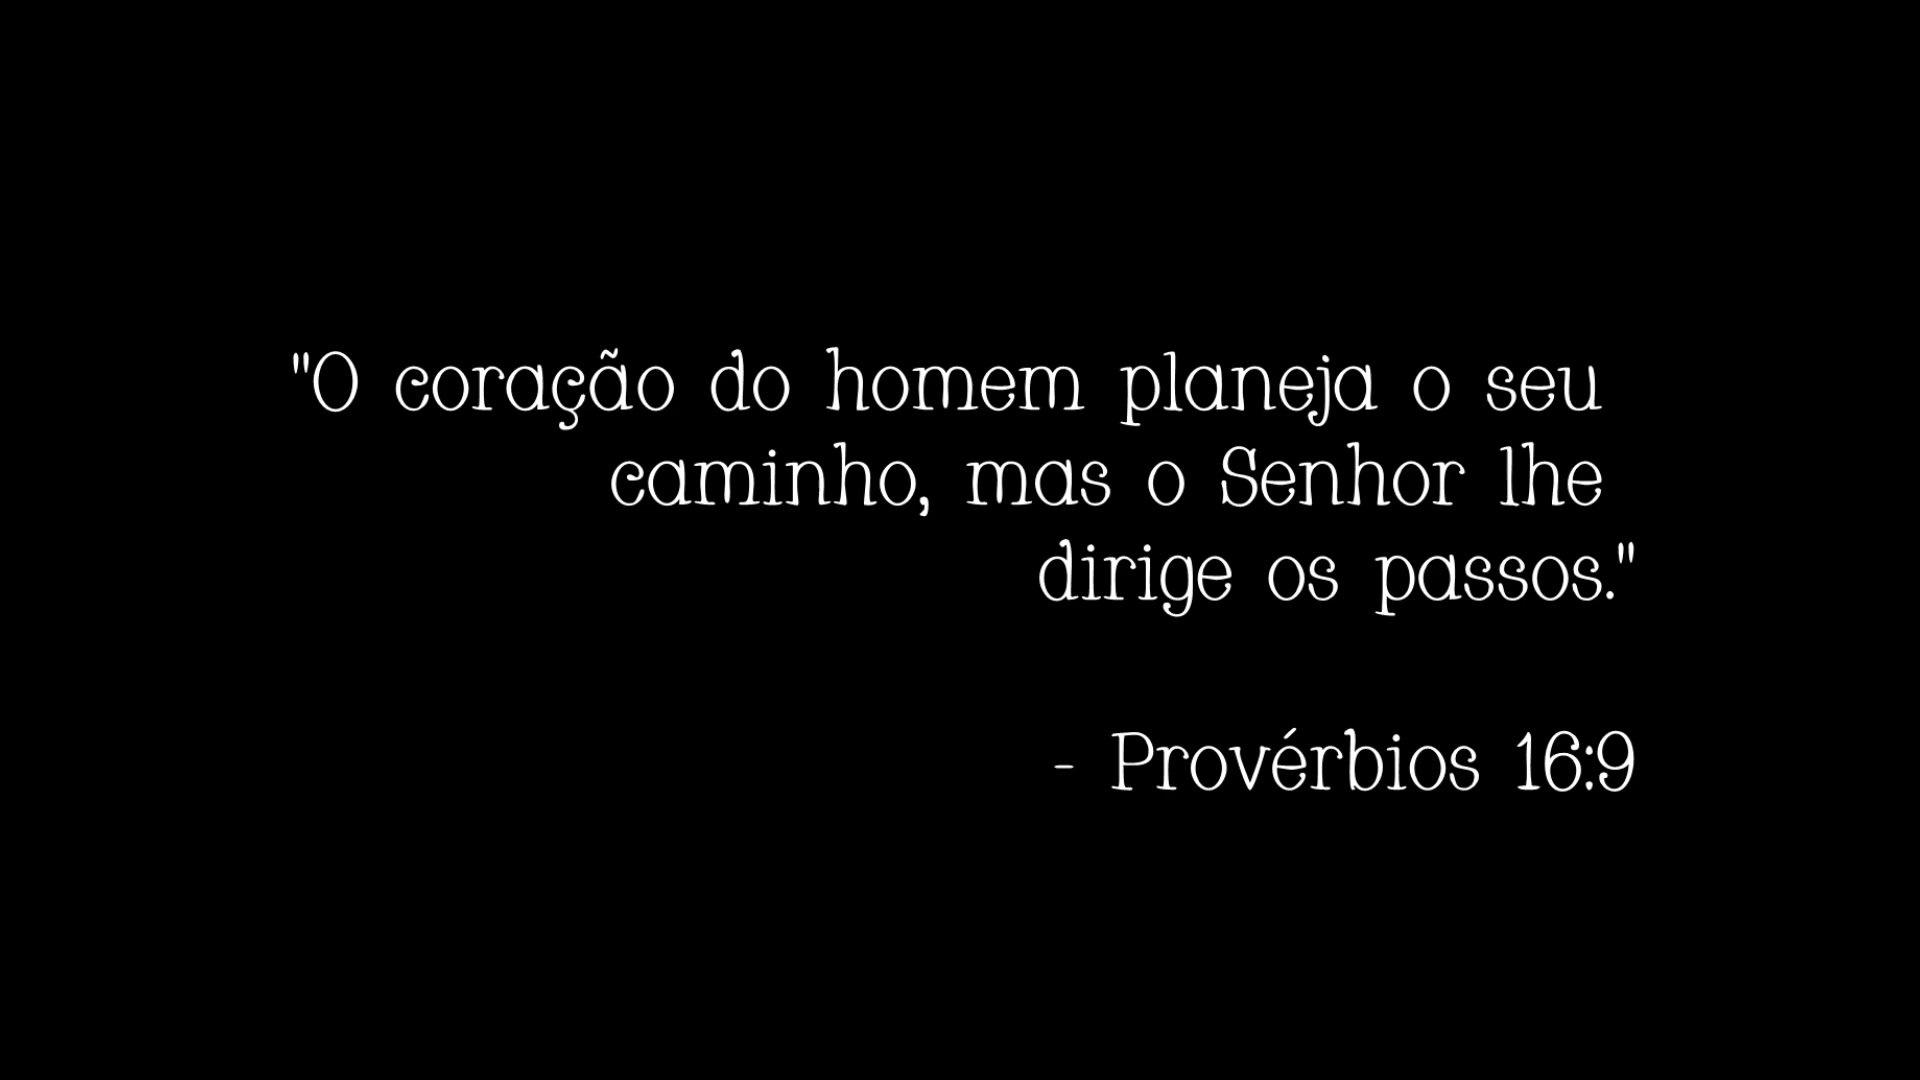 "O coração do homem planeja o seu
caminho, mas o Senhor lhe
dirige os passos."
- Provérbios 16:9